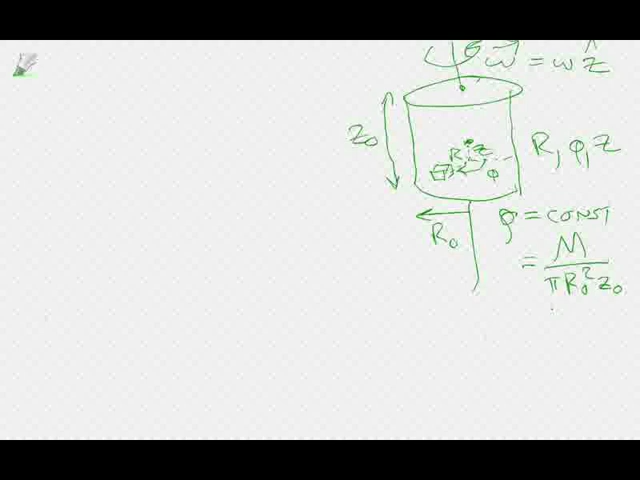 ω⃗ = ω ẑ
z₀
R, φ, z
R z
φ
R₀
ρ = CONST
= M / πR₀²z₀